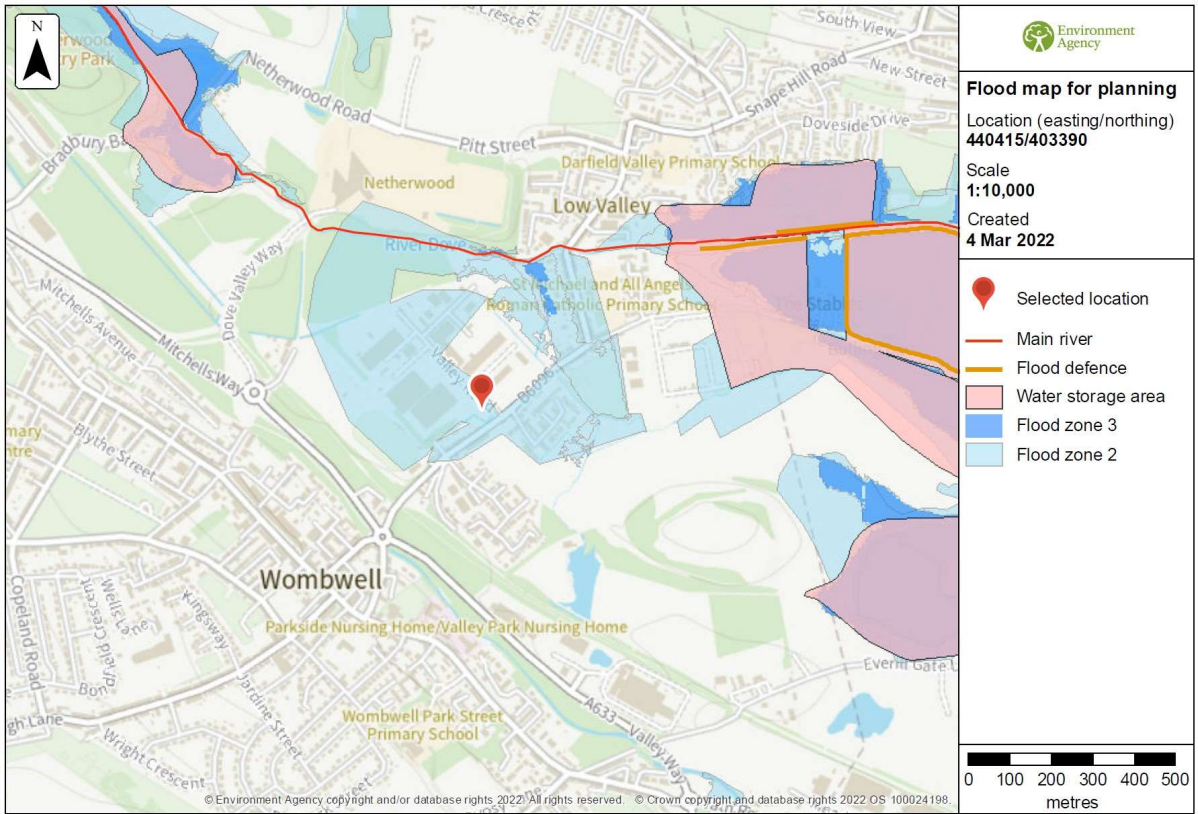 N
South View
New Street
Snape Hill Road
Netherwood Road
Doveside Drive
Pitt Street
Darfield Valley Primary School
Netherwood
Low Valley
River Dove
Dove Valley Way
St Michael and All Angels
Roman Catholic Primary School
The Stables
Mitchells Avenue
Mitchells Way
Valley
B6096
Blythe Street
Wombwell
Copeland Road
Wells Lane
Kingsway
Parkside Nursing Home/Valley Park Nursing Home
Jardine Street
A633
Valley Way
Wombwell Park Street
Primary School
Wright Crescent
© Environment Agency copyright and/or database rights 2022. All rights reserved. © Crown copyright and database rights 2022 OS 100024198.
Environment
Agency
Flood map for planning
Location (easting/northing)
440415/403390
Scale
1:10,000
Created
4 Mar 2022
Selected location
Main river
Flood defence
Water storage area
Flood zone 3
Flood zone 2
0 100 200 300 400 500
metres